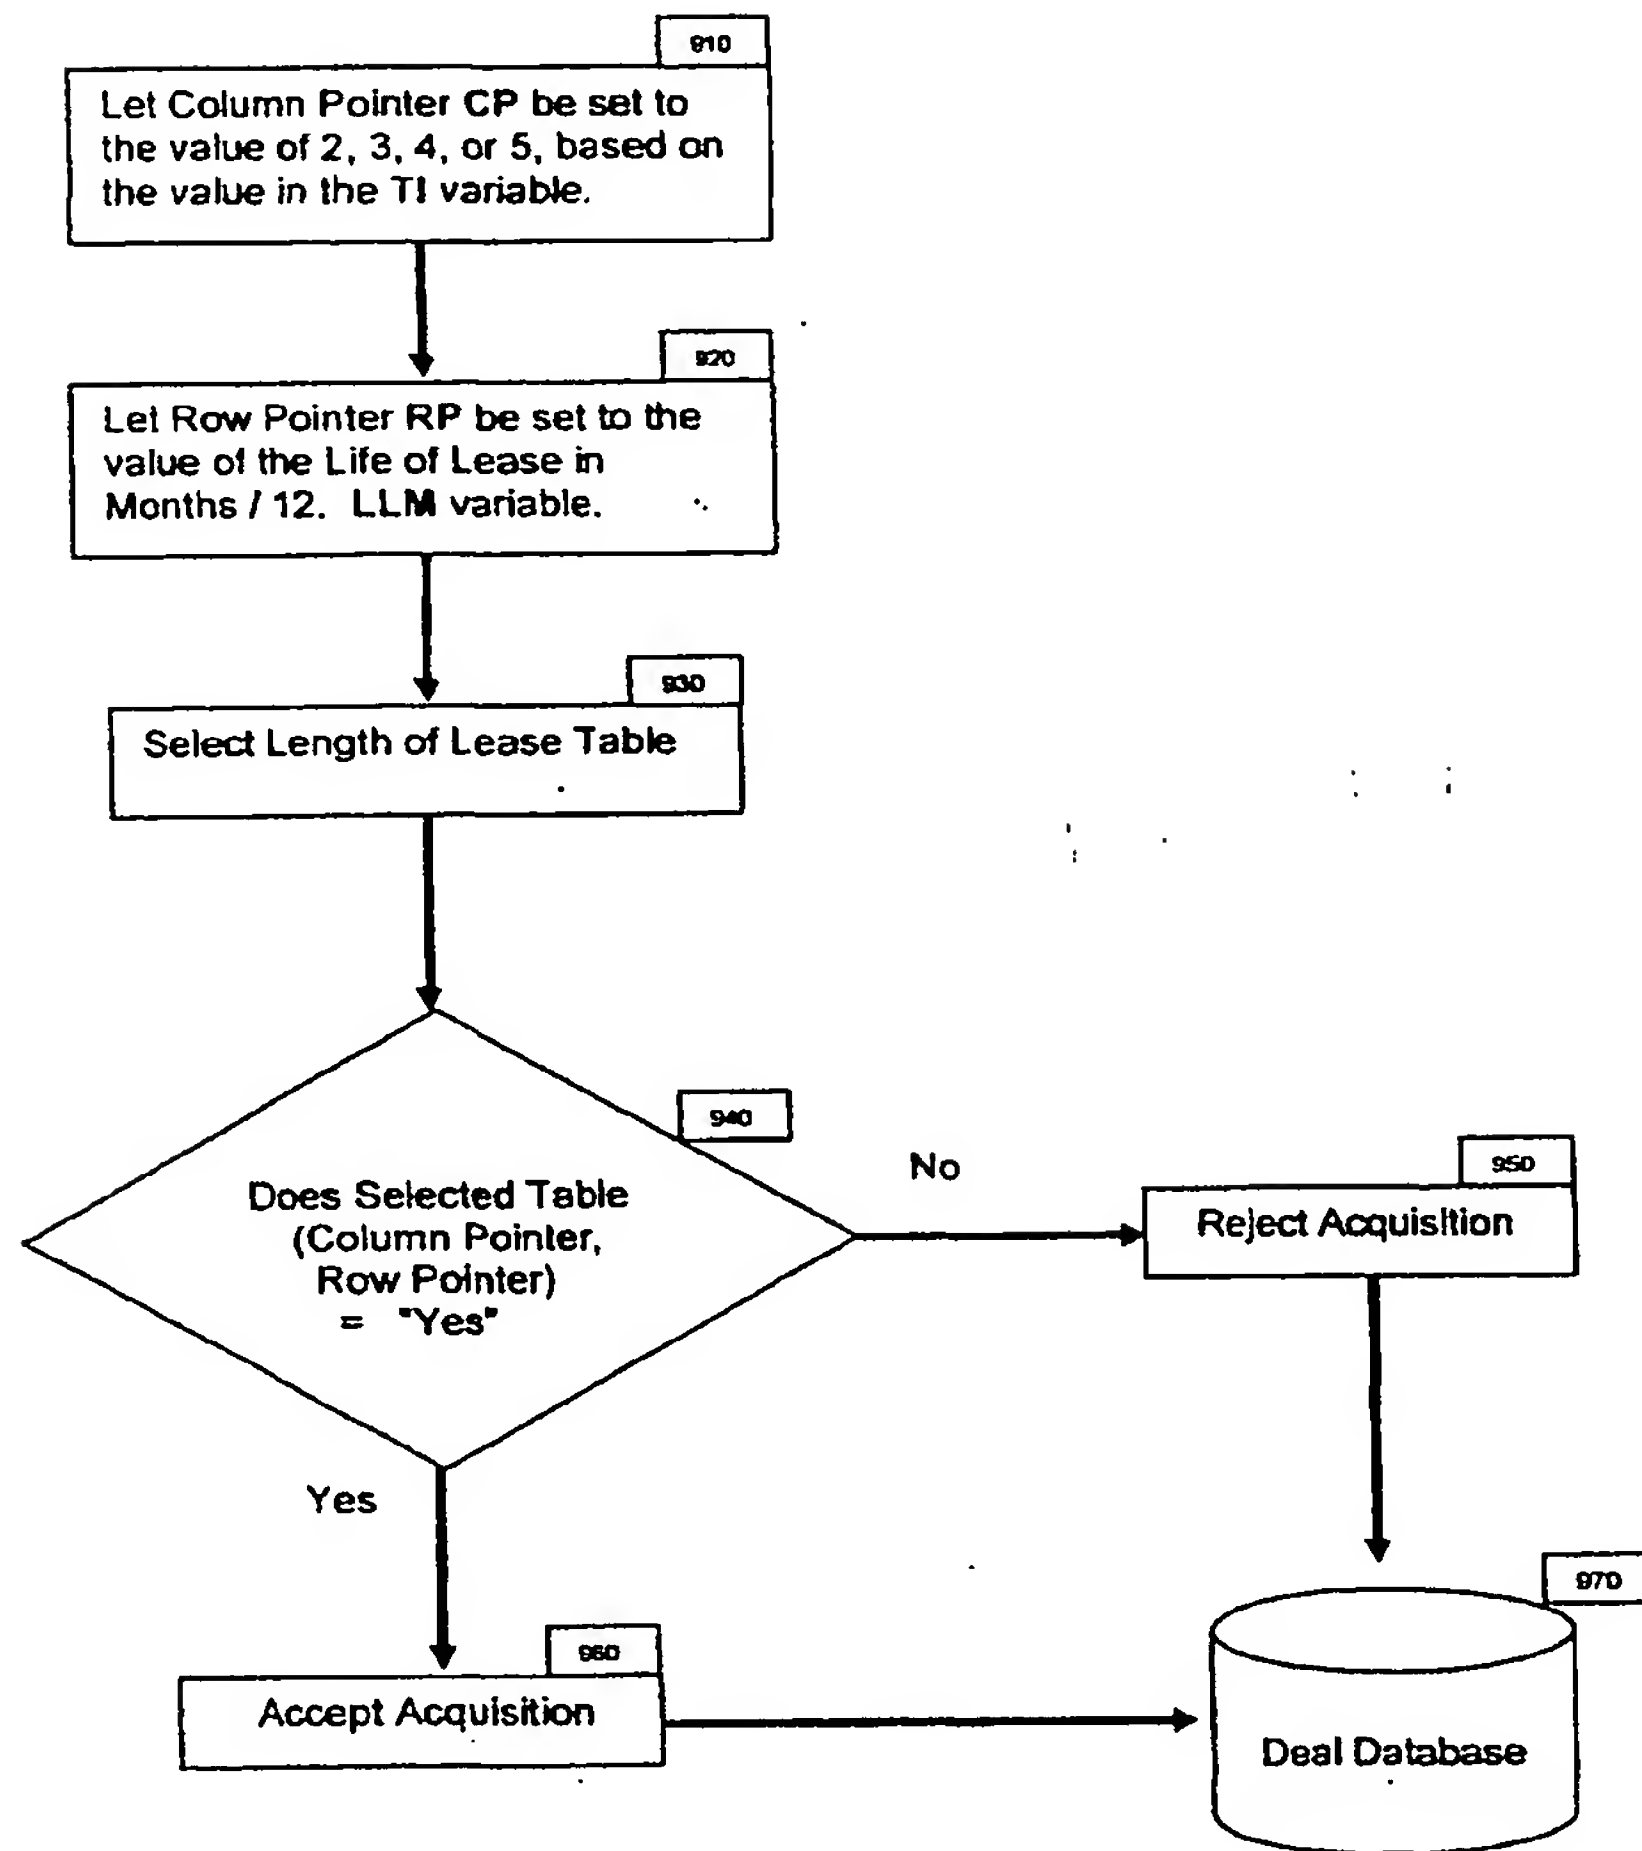 910
Let Column Pointer CP be set to
the value of 2, 3, 4, or 5, based on
the value in the TI variable.
920
Let Row Pointer RP be set to the
value of the Life of Lease in
Months / 12. LLM variable.
930
Select Length of Lease Table
940
Does Selected Table
(Column Pointer,
Row Pointer)
= "Yes"
No
950
Reject Acquisition
Yes
960
Accept Acquisition
970
Deal Database